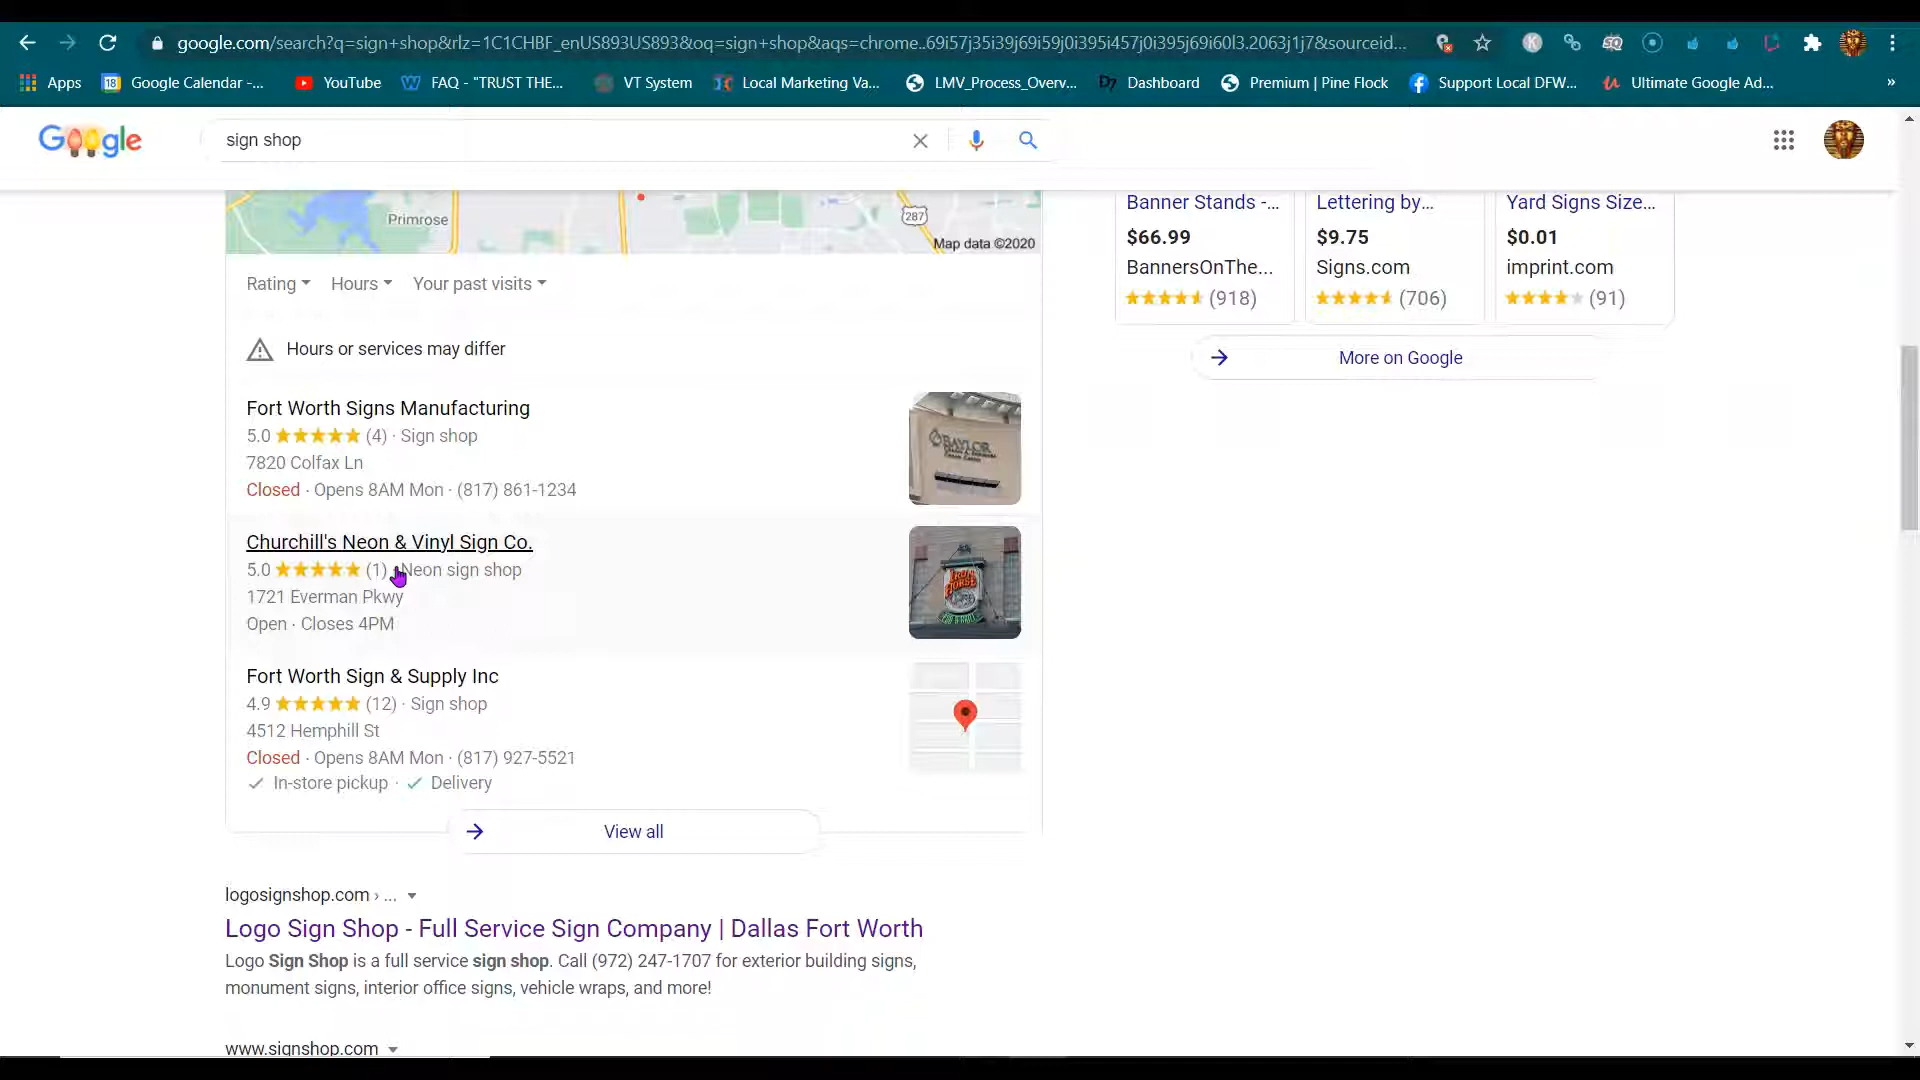 google.com/search?q=sign+shop&rlz=1C1CHBF_enUS893US893&oq=sign+shop&aqs=chrome..69i57j35i39j69i59j0i395i457j0i395j69i60l3.2063j1j7&sourceid...
Apps
Google Calendar -...
YouTube
FAQ - "TRUST THE...
VT System
Local Marketing Va...
LMV_Process_Overv...
Dashboard
Premium | Pine Flock
Support Local DFW...
Ultimate Google Ad...
»
Google
sign shop
Primrose
287
Map data ©2020
Rating
Hours
Your past visits
Hours or services may differ
Fort Worth Signs Manufacturing
5.0 (4) · Sign shop
7820 Colfax Ln
Closed · Opens 8AM Mon · (817) 861-1234
BAYLOR
Churchill's Neon & Vinyl Sign Co.
5.0 (1) · Neon sign shop
1721 Everman Pkwy
Open · Closes 4PM
IRON HORSE
Fort Worth Sign & Supply Inc
4.9 (12) · Sign shop
4512 Hemphill St
Closed · Opens 8AM Mon · (817) 927-5521
In-store pickup · Delivery
View all
logosignshop.com › ...
Logo Sign Shop - Full Service Sign Company | Dallas Fort Worth
Logo Sign Shop is a full service sign shop. Call (972) 247-1707 for exterior building signs,
monument signs, interior office signs, vehicle wraps, and more!
www.signshop.com
Banner Stands -...
$66.99
BannersOnThe...
(918)
Lettering by...
$9.75
Signs.com
(706)
Yard Signs Size...
$0.01
imprint.com
(91)
More on Google